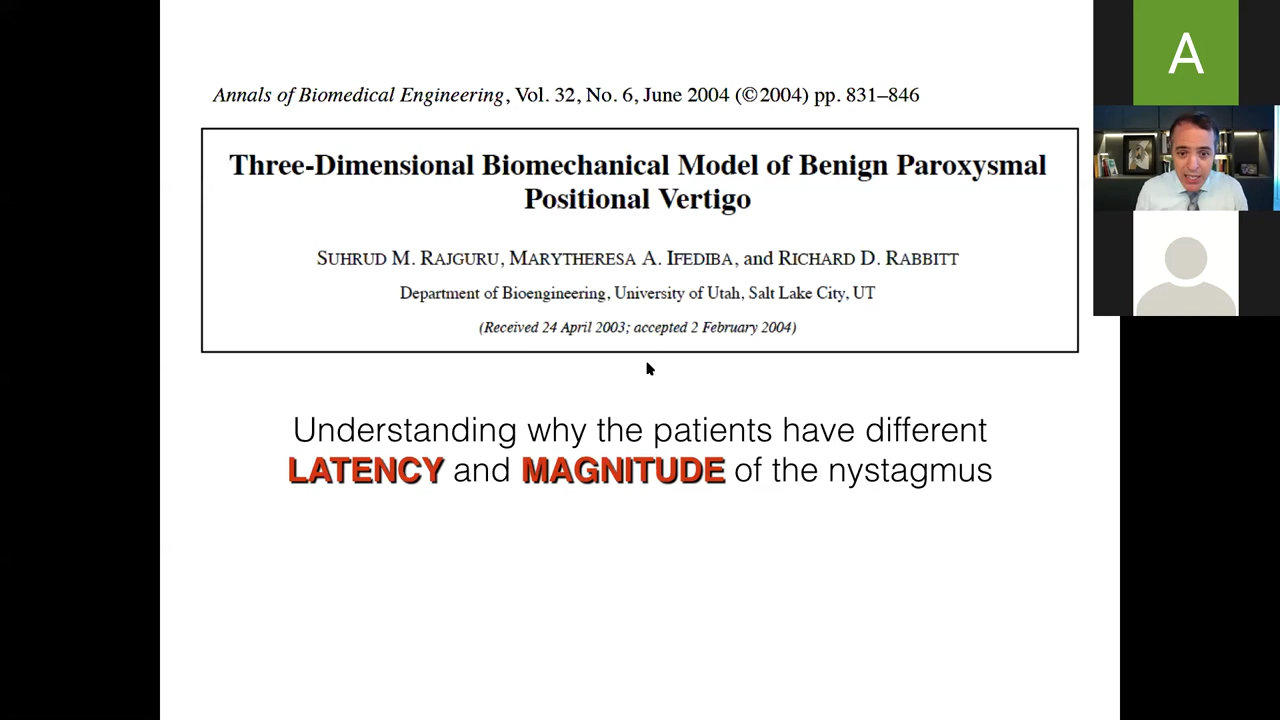 Annals of Biomedical Engineering, Vol. 32, No. 6, June 2004 (©2004) pp. 831–846
Three-Dimensional Biomechanical Model of Benign Paroxysmal
Positional Vertigo
SUHRUD M. RAJGURU, MARYTHERESA A. IFEDIBA, and RICHARD D. RABBITT
Department of Bioengineering, University of Utah, Salt Lake City, UT
(Received 24 April 2003; accepted 2 February 2004)
Understanding why the patients have different
LATENCY and MAGNITUDE of the nystagmus
A